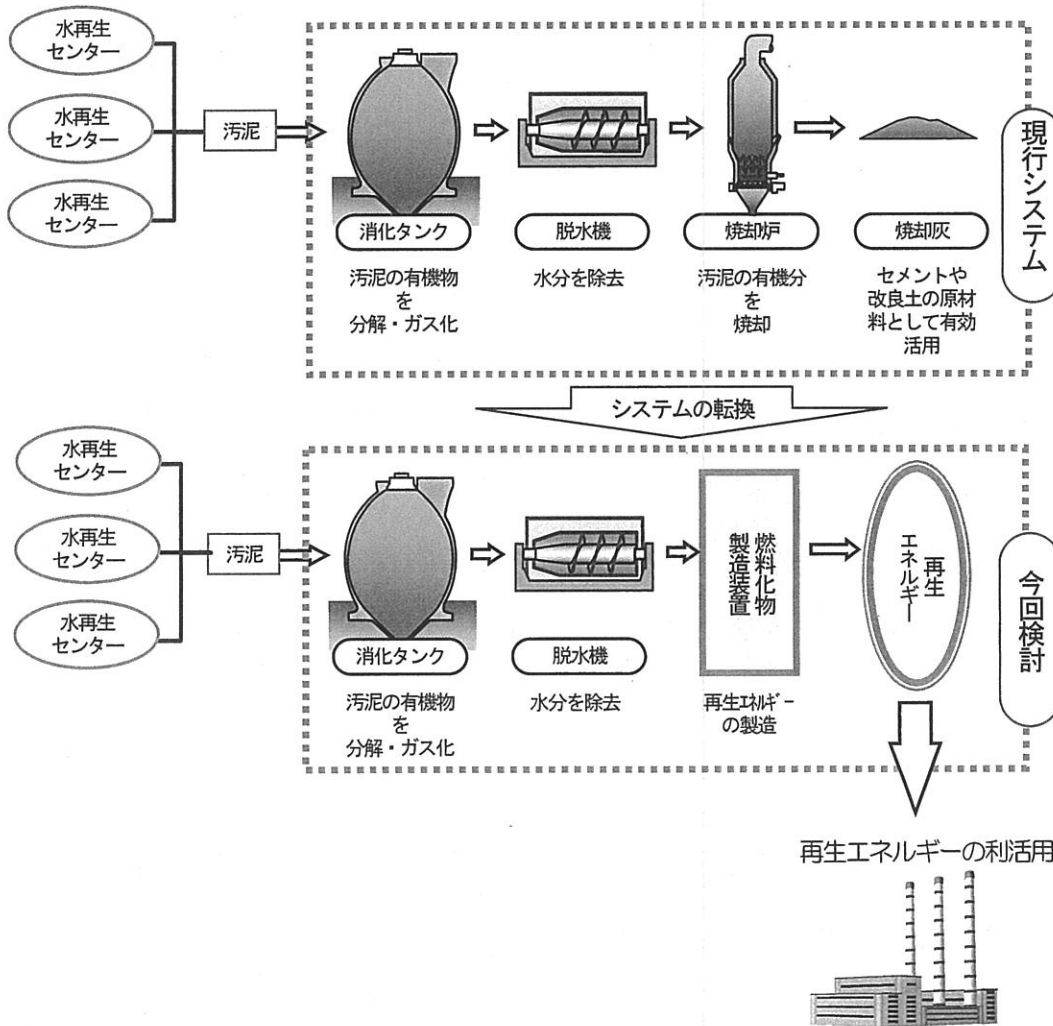 水再生
センター
水再生
センター
水再生
センター
汚泥
消化タンク
汚泥の有機物
を
分解・ガス化
脱水機
水分を除去
焼却炉
汚泥の有機分
を
焼却
焼却灰
セメントや
改良土の原材
料として有効
活用
現行システム
システムの転換
水再生
センター
水再生
センター
水再生
センター
汚泥
消化タンク
汚泥の有機物
を
分解・ガス化
脱水機
水分を除去
燃料化物
製造装置
再生ｴﾈﾙｷﾞｰ
の製造
再生
エネルギー
今回検討
再生エネルギーの利活用